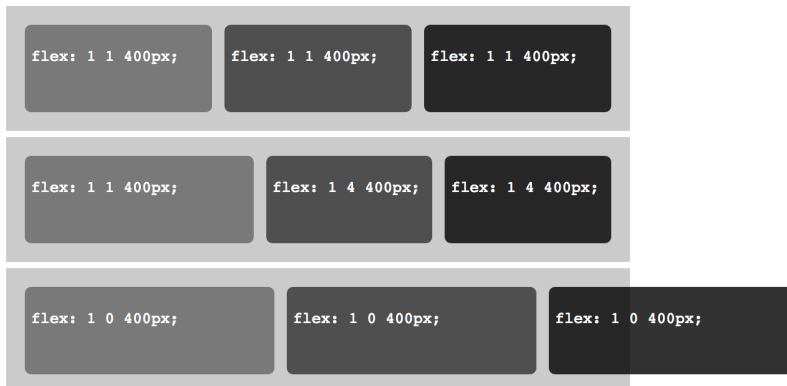 flex: 1 1 400px; flex: 1 1 400px; flex: 1 1 400px;
flex: 1 1 400px; flex: 1 4 400px; flex: 1 4 400px;
flex: 1 0 400px; flex: 1 0 400px; flex: 1 0 400px;